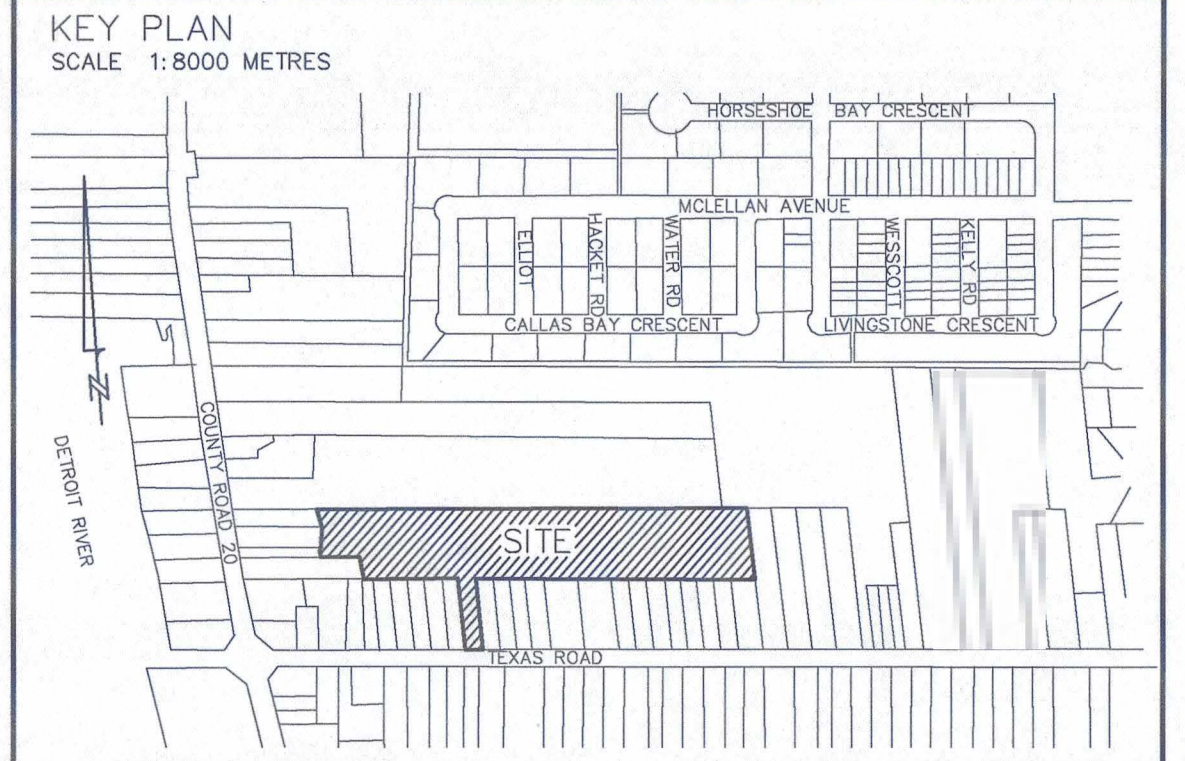 KEY PLAN
SCALE 1:8000 METRES
HORSESHOE BAY CRESCENT
MCLELLAN AVENUE
ELLIOT
HACKET RD
WATER RD
WESSCOTT
KELLY RD
CALLAS BAY CRESCENT
LIVINGSTONE CRESCENT
N
COUNTY ROAD 20
DETROIT RIVER
SITE
TEXAS ROAD